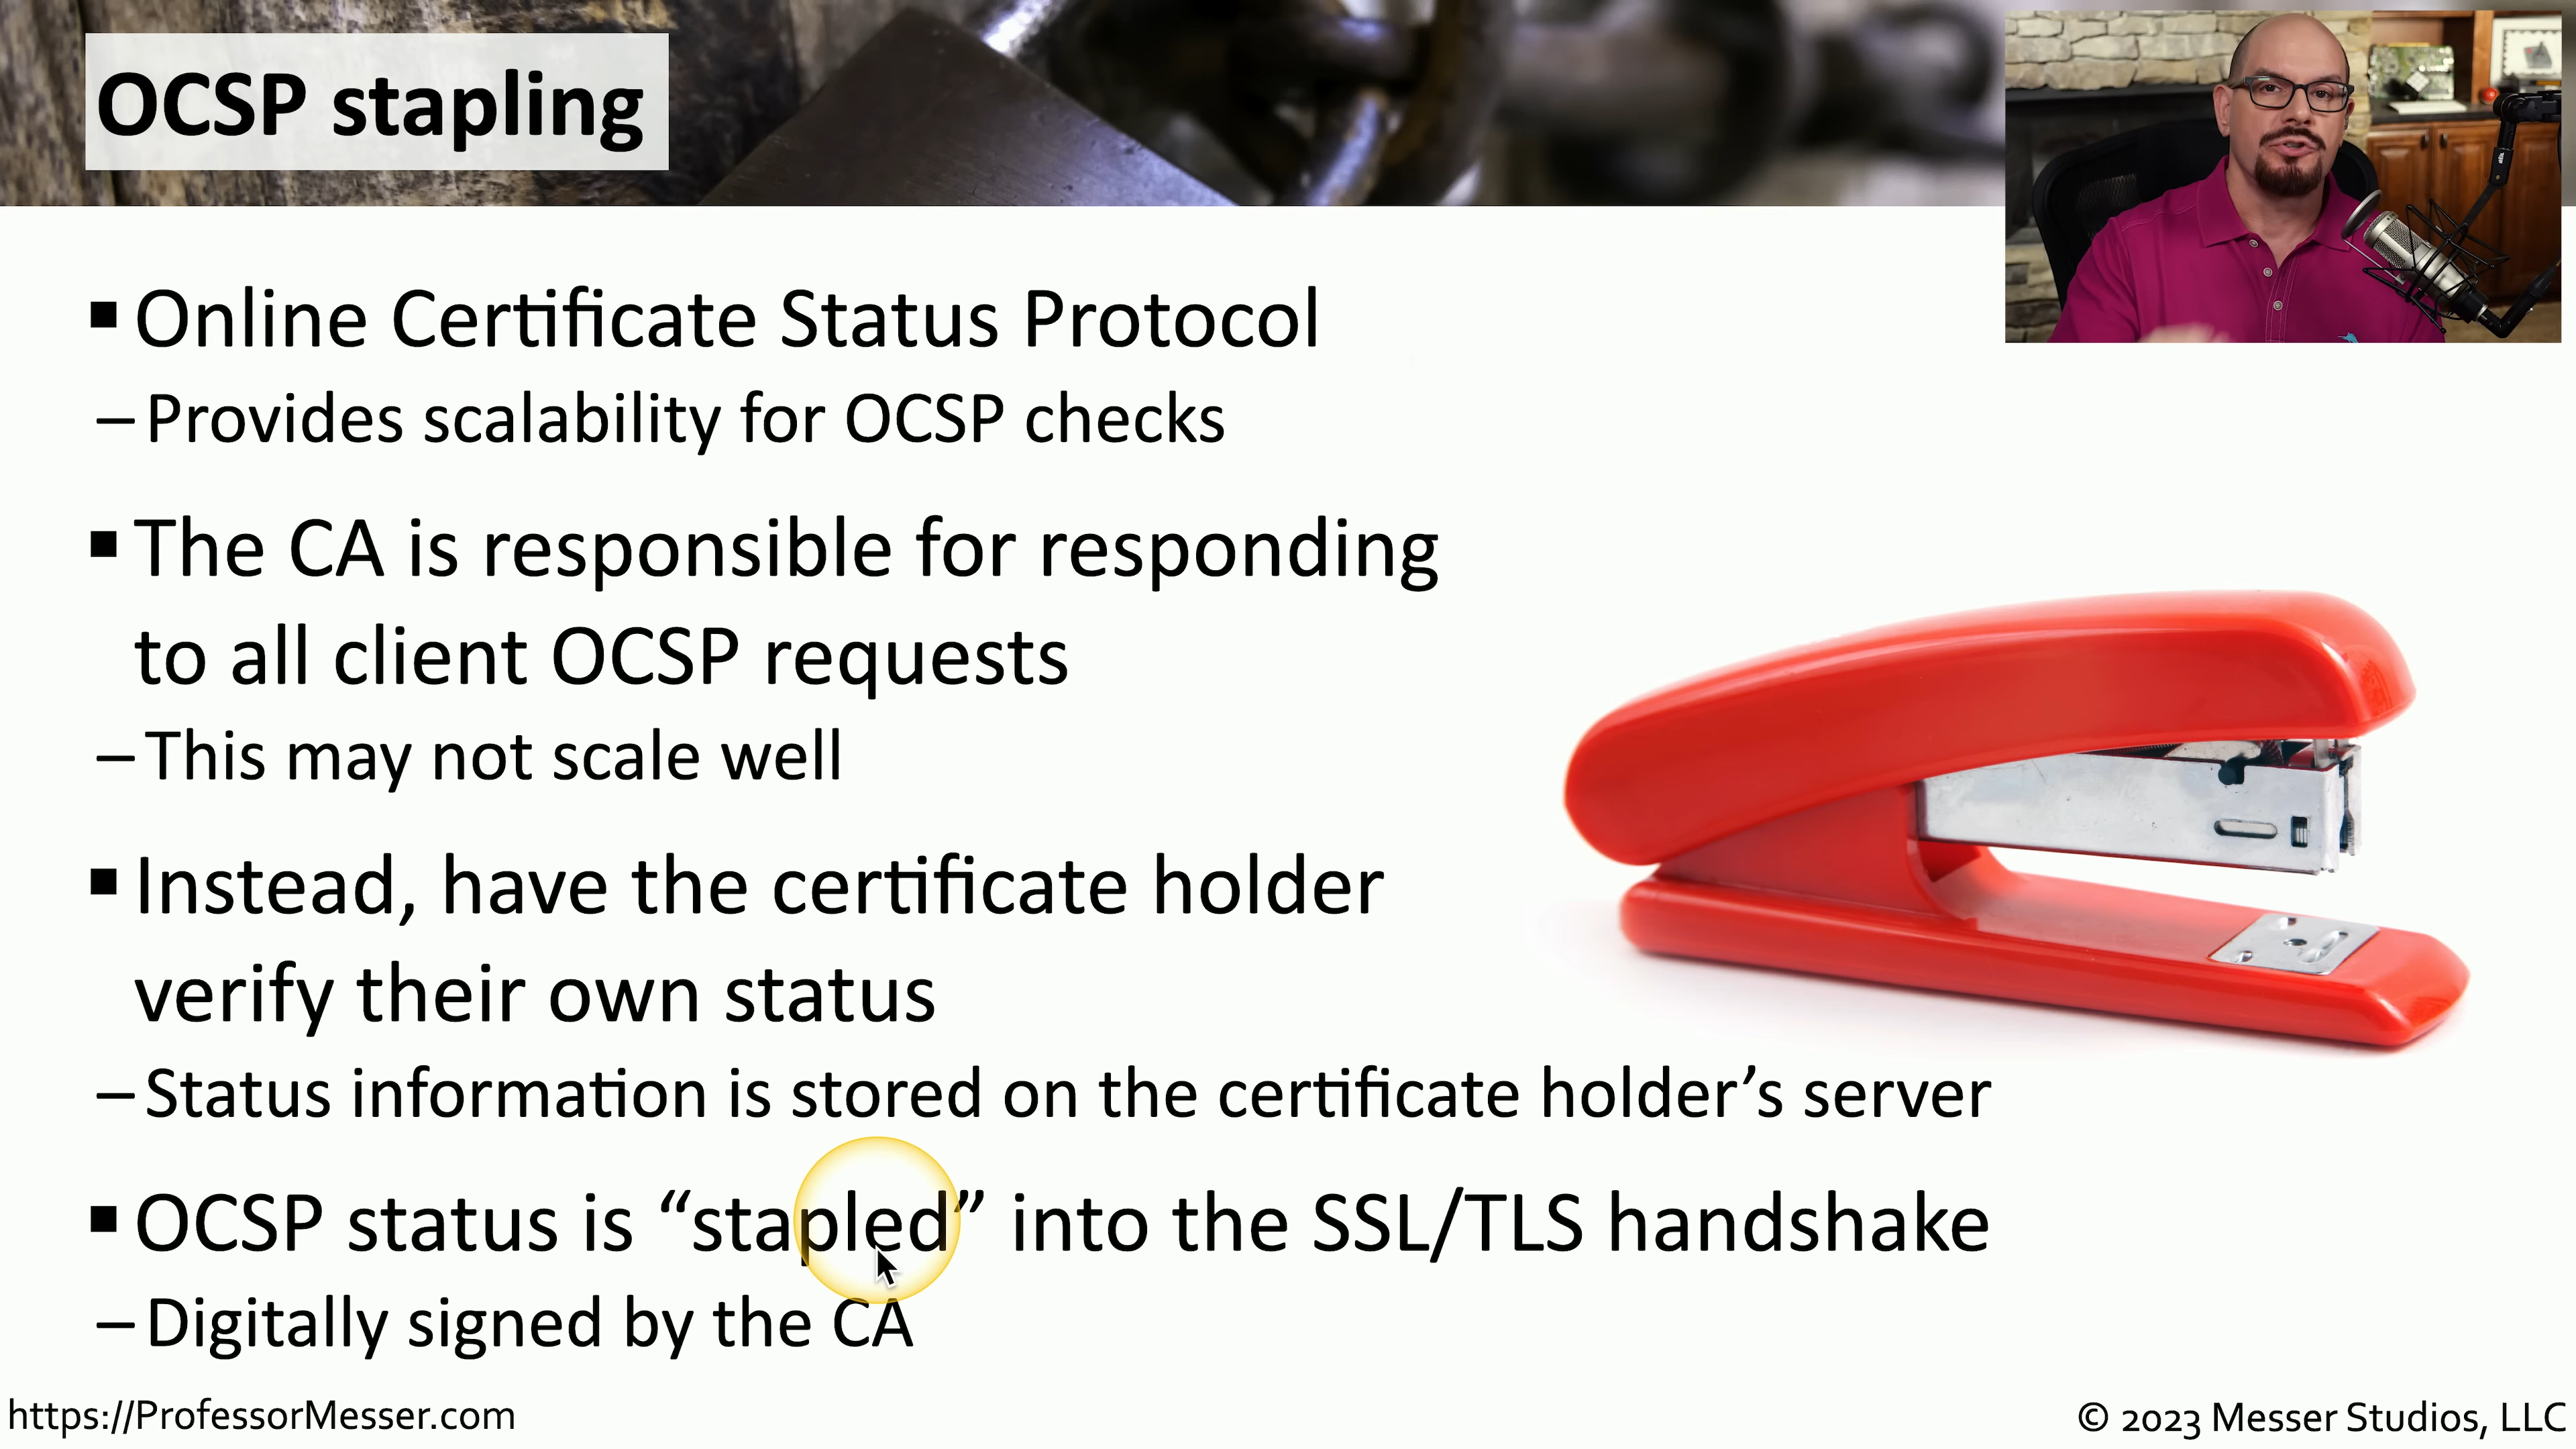 OCSP stapling
▪ Online Certificate Status Protocol
– Provides scalability for OCSP checks
▪ The CA is responsible for responding
to all client OCSP requests
– This may not scale well
▪ Instead, have the certificate holder
verify their own status
– Status information is stored on the certificate holder’s server
▪ OCSP status is “stapled” into the SSL/TLS handshake
– Digitally signed by the CA
https://ProfessorMesser.com
© 2023 Messer Studios, LLC